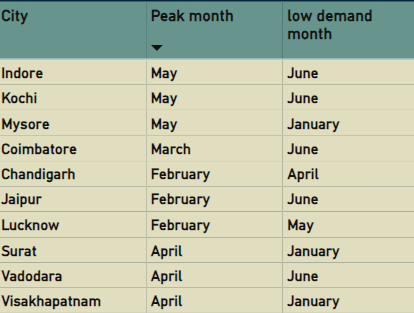 City Peak month low demand
month
Indore May June
Kochi May June
Mysore May January
Coimbatore March June
Chandigarh February April
Jaipur February June
Lucknow February May
Surat April January
Vadodara April June
Visakhapatnam April January